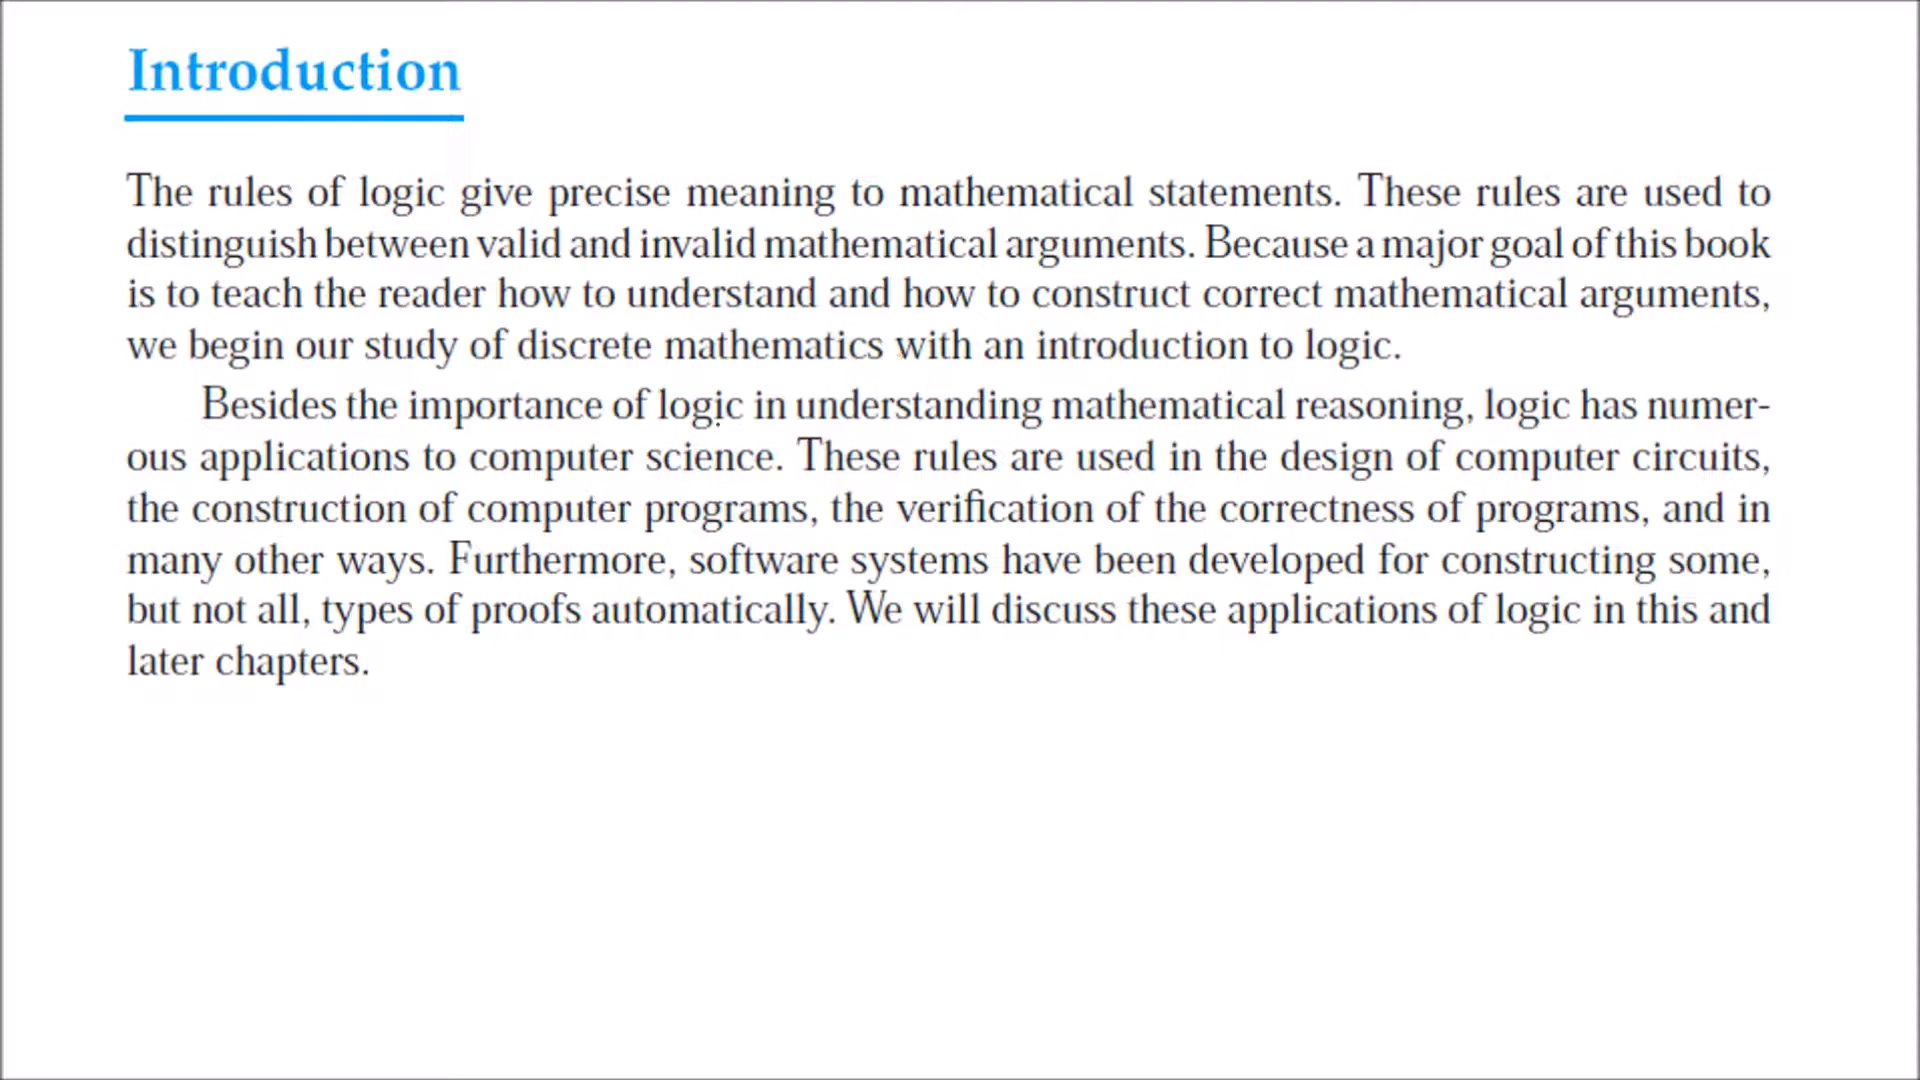 Introduction
The rules of logic give precise meaning to mathematical statements. These rules are used to
distinguish between valid and invalid mathematical arguments. Because a major goal of this book
is to teach the reader how to understand and how to construct correct mathematical arguments,
we begin our study of discrete mathematics with an introduction to logic.
Besides the importance of logic in understanding mathematical reasoning, logic has numer-
ous applications to computer science. These rules are used in the design of computer circuits,
the construction of computer programs, the verification of the correctness of programs, and in
many other ways. Furthermore, software systems have been developed for constructing some,
but not all, types of proofs automatically. We will discuss these applications of logic in this and
later chapters.